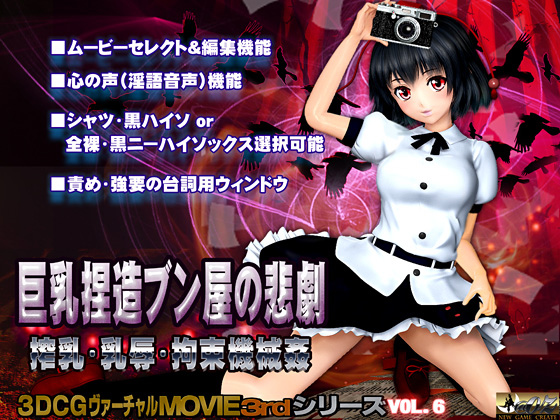 ■ムービーセレクト&編集機能
■心の声(淫語音声)機能
■シャツ・黒ハイソ or
全裸・黒ニーハイソックス選択可能
■責め・強要の台詞用ウィンドウ
巨乳捏造ブン屋の悲劇
搾乳・乳辱・拘束機械姦
3DCGヴァーチャルMOVIE3rdシリーズ VOL.6
NEW GAME CREATE